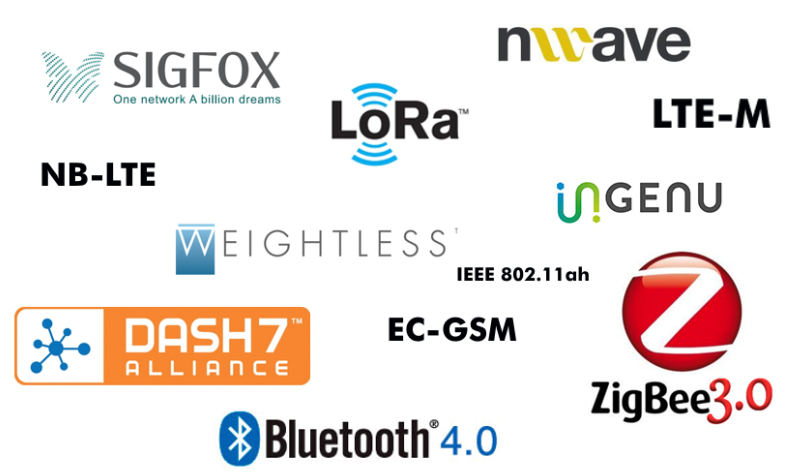 nwave
SIGFOX
One network A billion dreams
LoRa™
LTE-M
NB-LTE
inGENU
WEIGHTLESS
IEEE 802.11ah
DASH7™
ALLIANCE
EC-GSM
ZigBee3.0
Bluetooth® 4.0